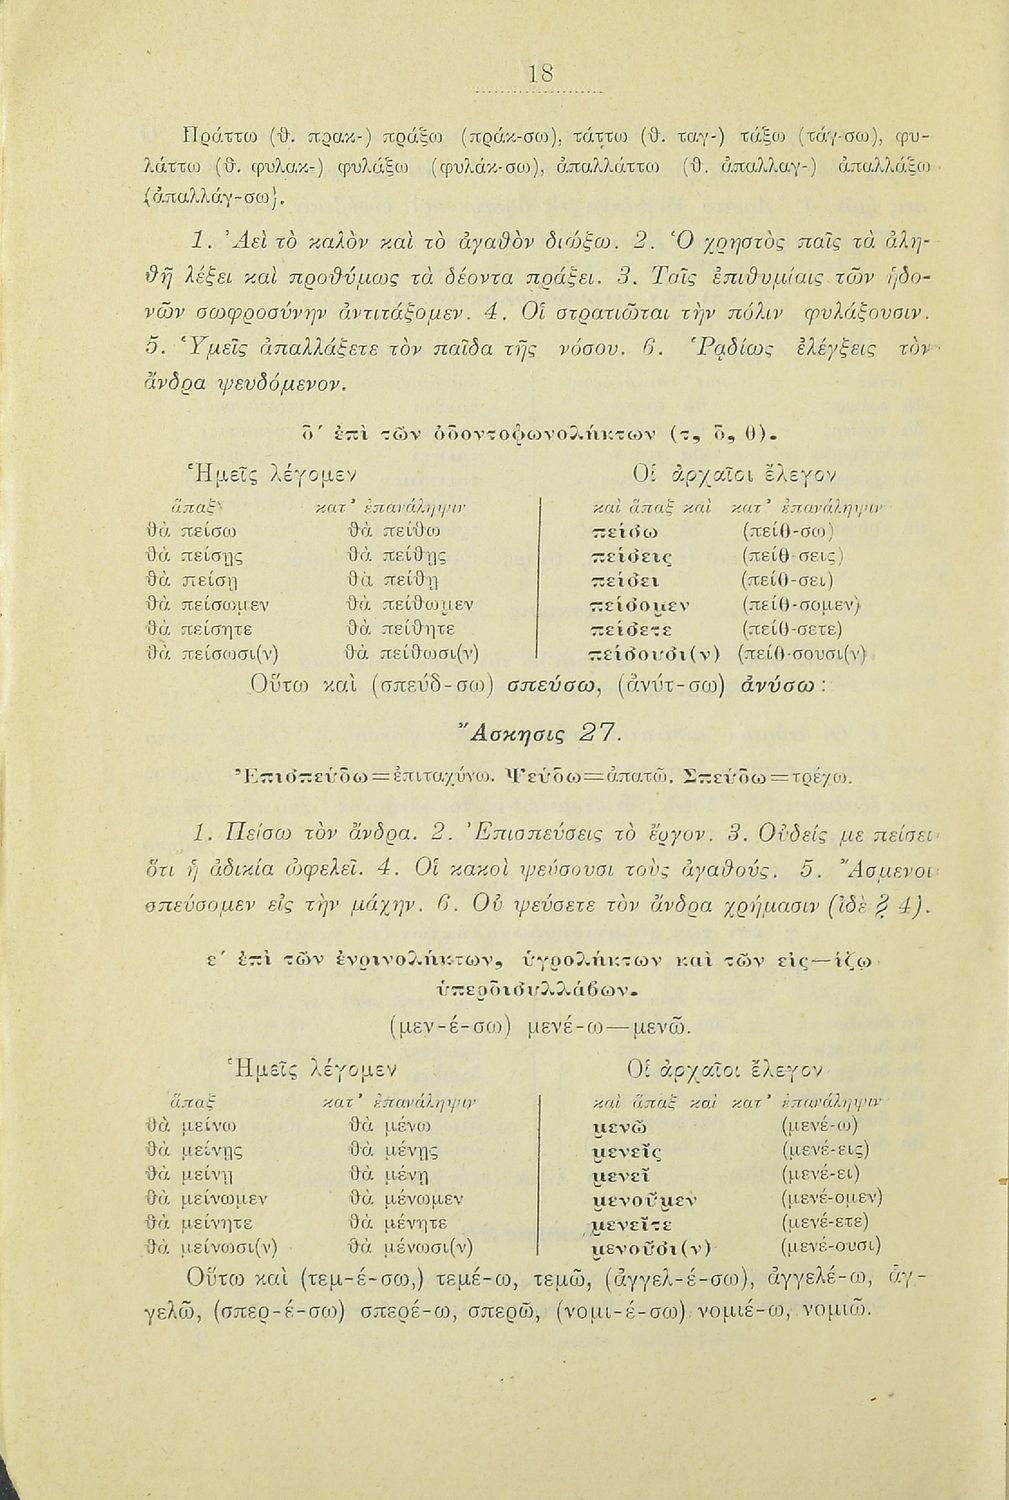 18
Πράττω (θ. πρακ-) πράξω (πράκ-σω), τάττω (θ. ταγ-) τάξω (τάγ-σω), φυ-
λάττω (θ. φυλακ-) φυλάξω (φυλάκ-σω), ἀπαλλάττω (θ. ἀπαλλαγ-) ἀπαλλάξω
(ἀπαλλάγ-σω).
1. Ἀεὶ τὸ καλὸν καὶ τὸ ἀγαθὸν διώξω. 2. Ὁ χρηστὸς παῖς τὰ ἀλη-
θῆ λέξει καὶ προθύμως τὰ δέοντα πράξει. 3. Ταῖς ἐπιθυμίαις τῶν ἡδο-
νῶν σωφροσύνην ἀντιτάξομεν. 4. Οἱ στρατιῶται τὴν πόλιν φυλάξουσιν.
5. Ὑμεῖς ἀπαλλάξετε τὸν παῖδα τῆς νόσου. 6. Ῥᾳδίως ἐλέγξεις τὸν
ἄνδρα ψευδόμενον.
δ΄ ἐπὶ τῶν ὀδοντοφωνολήκτων (τ, δ, θ).
Ἡμεῖς λέγομεν Οἱ ἀρχαῖοι ἔλεγον
ἅπαξ κατ' ἐπανάληψιν καὶ ἅπαξ καὶ κατ' ἐπανάληψιν
θὰ πείσω θὰ πείθω πείσω (πείθ-σω)
θὰ πείσῃς θὰ πείθῃς πείσεις (πείθ-σεις)
θὰ πείσῃ θὰ πείθῃ πείσει (πείθ-σει)
θὰ πείσωμεν θὰ πείθωμεν πείσομεν (πείθ-σομεν)
θὰ πείσητε θὰ πείθητε πείσετε (πείθ-σετε)
θὰ πείσωσι(ν) θὰ πείθωσι(ν) πείσουσι(ν) (πείθ-σουσι(ν)
Οὕτω καὶ (σπεύδ-σω) σπεύσω, (ἀνύτ-σω) ἀνύσω:
Ἄσκησις 27.
Ἐπισπεύδω=ἐπιταχύνω. Ψεύδω=ἀπατῶ. Σπεύδω=τρέχω.
1. Πείσω τὸν ἄνδρα. 2. Ἐπισπεύσεις τὸ ἔργον. 3. Οὐδείς με πείσει
ὅτι ἡ ἀδικία ὠφελεῖ. 4. Οἱ κακοὶ ψεύσουσι τοὺς ἀγαθούς. 5. Ἄσμενοι
σπεύσομεν εἰς τὴν μάχην. 6. Οὐ ψεύσετε τὸν ἄνδρα χρήμασιν (ἰδὲ § 4).
ε΄ ἐπὶ τῶν ἐνρινολήκτων, ὑγρολήκτων καὶ τῶν εἰς—ίζω
ὑπερδισυλλάβων.
(μεν-έ-σω) μενέ-ω—μενῶ.
Ἡμεῖς λέγομεν Οἱ ἀρχαῖοι ἔλεγον
ἅπαξ κατ' ἐπανάληψιν καὶ ἅπαξ καὶ κατ' ἐπανάληψιν
θὰ μείνω θὰ μένω μενῶ (μενέ-ω)
θὰ μείνῃς θὰ μένῃς μενεῖς (μενέ-εις)
θὰ μείνῃ θὰ μένῃ μενεῖ (μενέ-ει)
θὰ μείνωμεν θὰ μένωμεν μενοῦμεν (μενέ-ομεν)
θὰ μείνητε θὰ μένητε μενεῖτε (μενέ-ετε)
θὰ μείνωσι(ν) θὰ μένωσι(ν) μενοῦσι(ν) (μενέ-ουσι)
Οὕτω καὶ (τεμ-έ-σω,) τεμέ-ω, τεμῶ, (ἀγγελ-έ-σω), ἀγγελέ-ω, ἀγ-
γελῶ, (σπερ-έ-σω) σπερέ-ω, σπερῶ, (νομι-έ-σω) νομιέ-ω, νομιῶ.